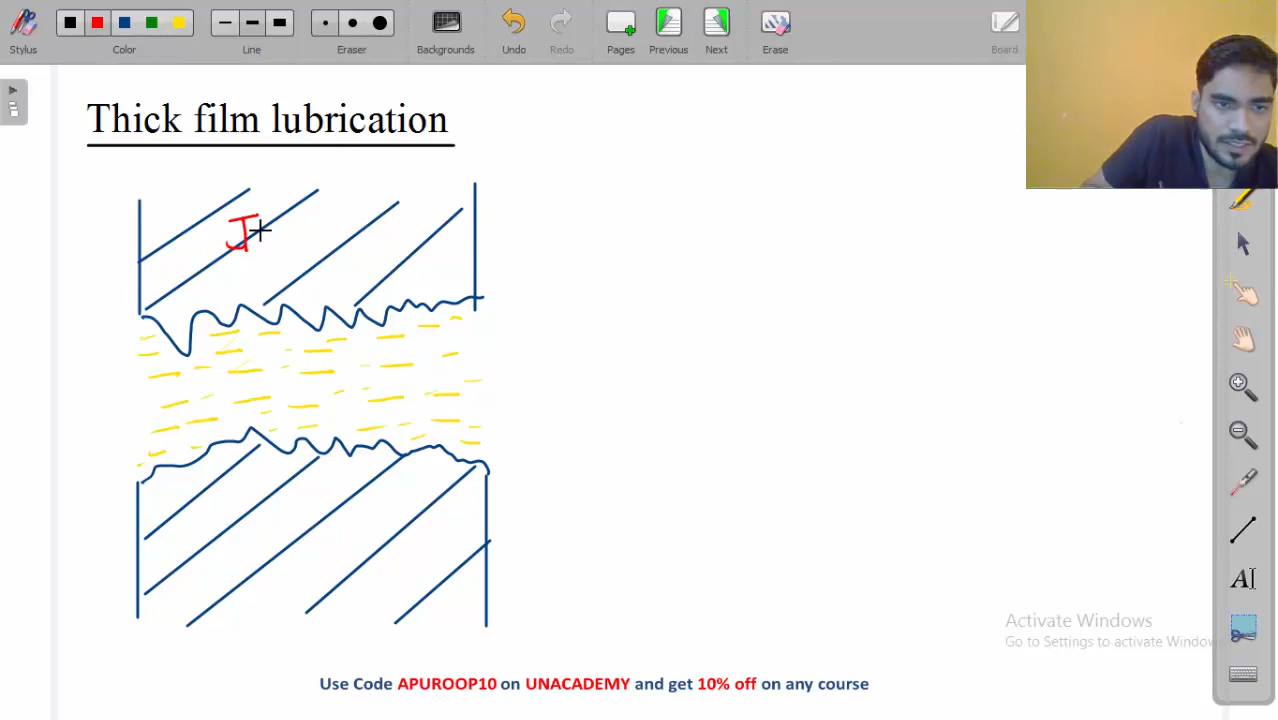 Stylus
Color
Line
Eraser
Backgrounds
Undo
Redo
Pages
Previous
Next
Erase
Board
Thick film lubrication
J
A
Activate Windows
Go to Settings to activate Windows
Use Code APUROOP10 on UNACADEMY and get 10% off on any course